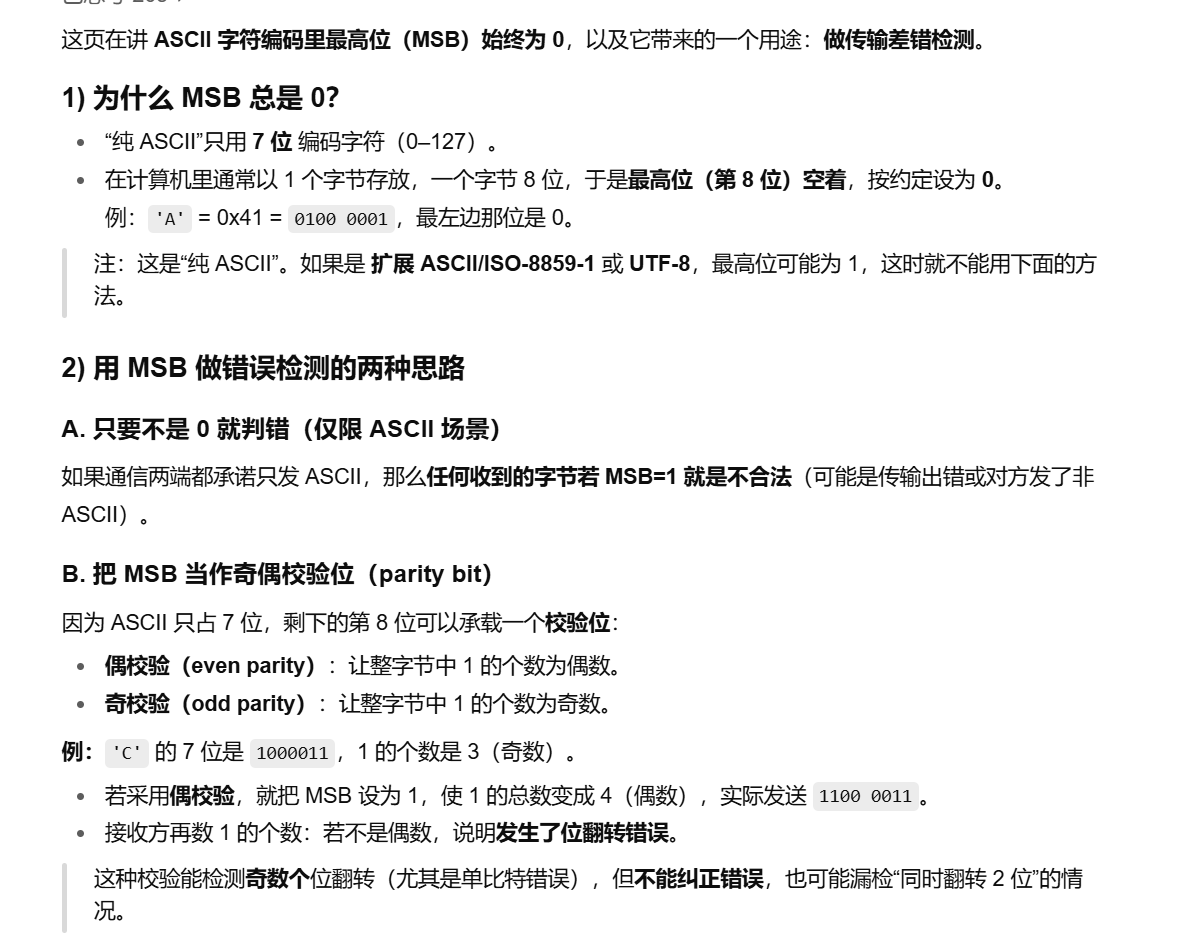 这页在讲 ASCII 字符编码里最高位（MSB）始终为 0，以及它带来的一个用途：做传输差错检测。
1) 为什么 MSB 总是 0？
“纯 ASCII”只用 7 位 编码字符（0–127）。
在计算机里通常以 1 个字节存放，一个字节 8 位，于是最高位（第 8 位）空着，按约定设为 0。
例： 'A' = 0x41 = 0100 0001 ，最左边那位是 0。
注：这是“纯 ASCII”。如果是 扩展 ASCII/ISO-8859-1 或 UTF-8，最高位可能为 1，这时就不能用下面的方
法。
2) 用 MSB 做错误检测的两种思路
A. 只要不是 0 就判错（仅限 ASCII 场景）
如果通信两端都承诺只发 ASCII，那么任何收到的字节若 MSB=1 就是不合法（可能是传输出错或对方发了非
ASCII）。
B. 把 MSB 当作奇偶校验位（parity bit）
因为 ASCII 只占 7 位，剩下的第 8 位可以承载一个校验位：
偶校验（even parity）：让整字节中 1 的个数为偶数。
奇校验（odd parity）：让整字节中 1 的个数为奇数。
例： 'C' 的 7 位是 1000011 ，1 的个数是 3（奇数）。
若采用偶校验，就把 MSB 设为 1，使 1 的总数变成 4（偶数），实际发送 1100 0011 。
接收方再数 1 的个数：若不是偶数，说明发生了位翻转错误。
这种校验能检测奇数个位翻转（尤其是单比特错误），但不能纠正错误，也可能漏检“同时翻转 2 位”的情
况。